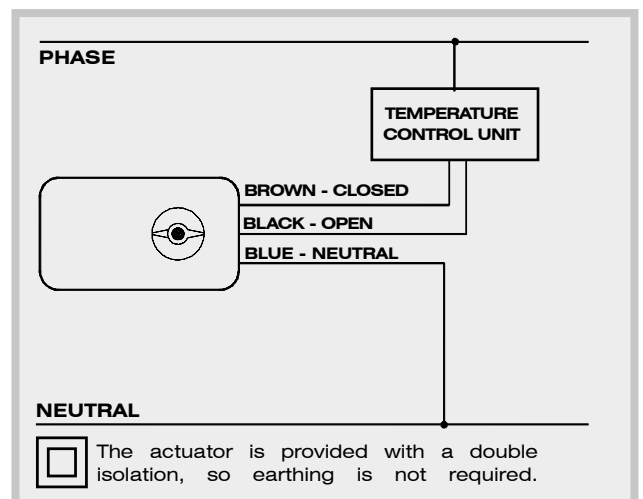 PHASE
TEMPERATURE
CONTROL UNIT
BROWN - CLOSED
BLACK - OPEN
BLUE - NEUTRAL
NEUTRAL
The actuator is provided with a double
isolation, so earthing is not required.